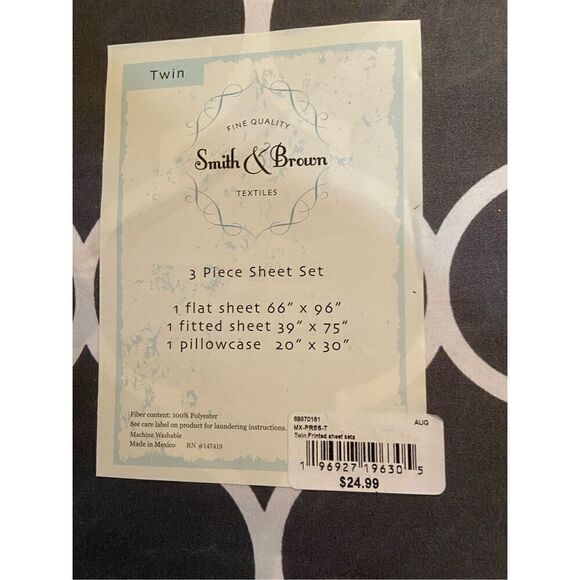 Twin
FINE QUALITY
Smith & Brown
TEXTILES
3 Piece Sheet Set
1 flat sheet 66" x 96"
1 fitted sheet 39" x 75"
1 pillowcase 20" x 30"
Fiber content: 100% Polyester
See care label on product for laundering instructions.
Machine Washable
Made in Mexico RN #147419
69970161 AUG
MX-PRSS-T
Twin Printed sheet sets
1 96927 19630 5
$24.99